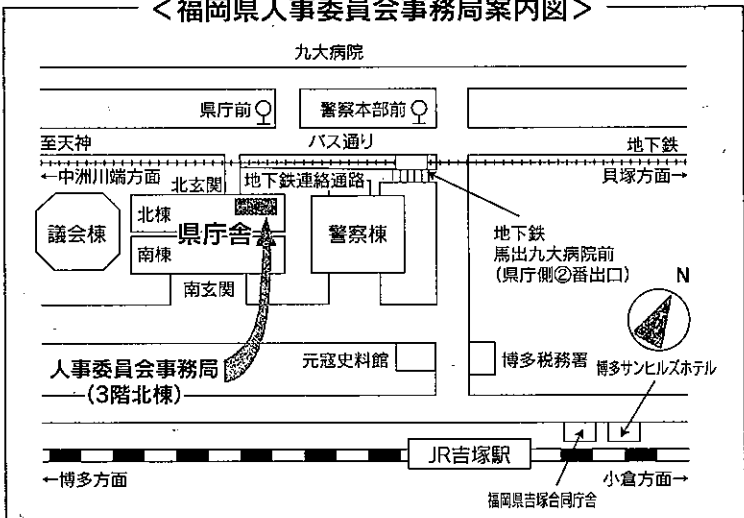 <福岡県人事委員会事務局案内図>
九大病院
県庁前
警察本部前
至天神
バス通り
地下鉄
←中洲川端方面
北玄関
地下鉄連絡通路
貝塚方面→
議会棟
北棟
県庁舎
南棟
警察棟
地下鉄
馬出九大病院前
(県庁側②番出口)
南玄関
N
人事委員会事務局
(3階北棟)
元寇史料館
博多税務署
博多サンヒルズホテル
JR吉塚駅
←博多方面
小倉方面→
福岡県吉塚合同庁舎